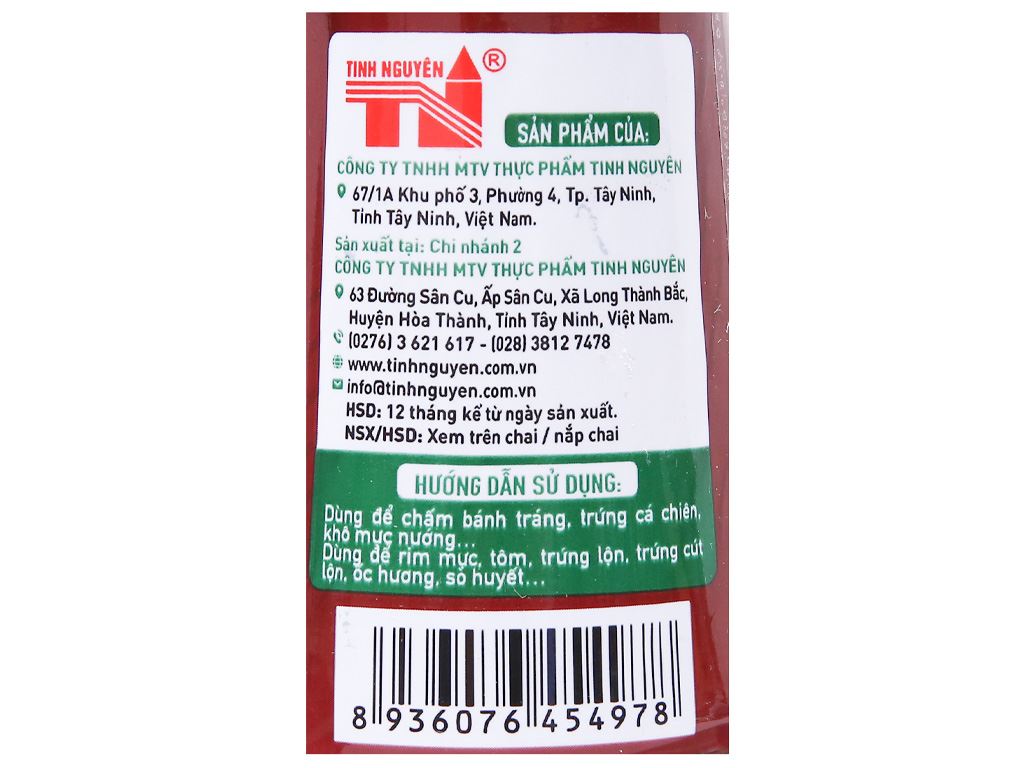 TINH NGUYÊN ®
TN
SẢN PHẨM CỦA:
CÔNG TY TNHH MTV THỰC PHẨM TINH NGUYÊN
67/1A Khu phố 3, Phường 4, Tp. Tây Ninh,
Tỉnh Tây Ninh, Việt Nam.
Sản xuất tại: Chi nhánh 2
CÔNG TY TNHH MTV THỰC PHẨM TINH NGUYÊN
63 Đường Sân Cu, Ấp Sân Cu, Xã Long Thành Bắc,
Huyện Hòa Thành, Tỉnh Tây Ninh, Việt Nam.
(0276) 3 621 617 - (028) 3812 7478
www.tinhnguyen.com.vn
info@tinhnguyen.com.vn
HSD: 12 tháng kể từ ngày sản xuất.
NSX/HSD: Xem trên chai / nắp chai
HƯỚNG DẪN SỬ DỤNG:
Dùng để chấm bánh tráng, trứng cá chiên,
khô mực nướng...
Dùng để rim mực, tôm, trứng lộn, trứng cút
lộn, ốc hương, sò huyết...
8 936076 454978